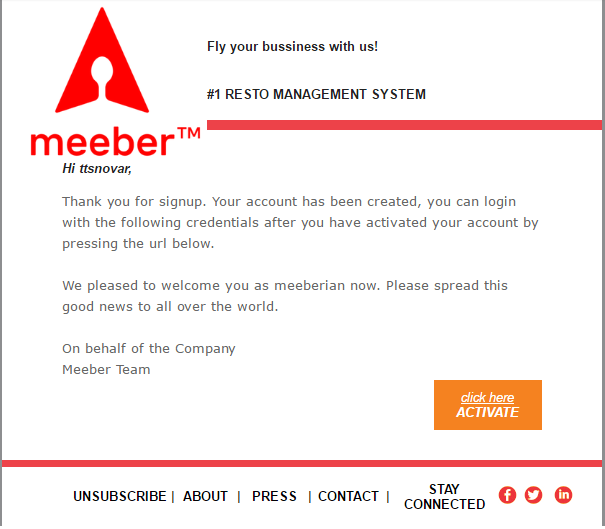 Fly your bussiness with us!
#1 RESTO MANAGEMENT SYSTEM
meeber™
Hi ttsnovar,
Thank you for signup. Your account has been created, you can login
with the following credentials after you have activated your account by
pressing the url below.
We pleased to welcome you as meeberian now. Please spread this
good news to all over the world.
On behalf of the Company
Meeber Team
click here
ACTIVATE
UNSUBSCRIBE | ABOUT | PRESS | CONTACT | STAY
CONNECTED